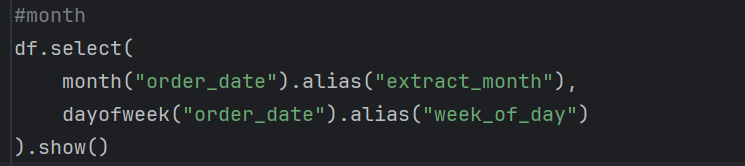 #month
df.select(
    month("order_date").alias("extract_month"),
    dayofweek("order_date").alias("week_of_day")
).show()